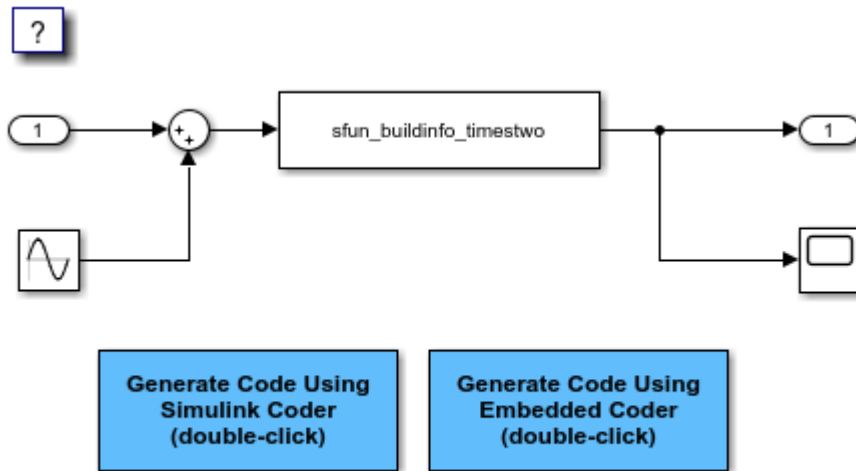 ?
1
++
sfun_buildinfo_timestwo
1
Generate Code Using
Simulink Coder
(double-click)
Generate Code Using
Embedded Coder
(double-click)